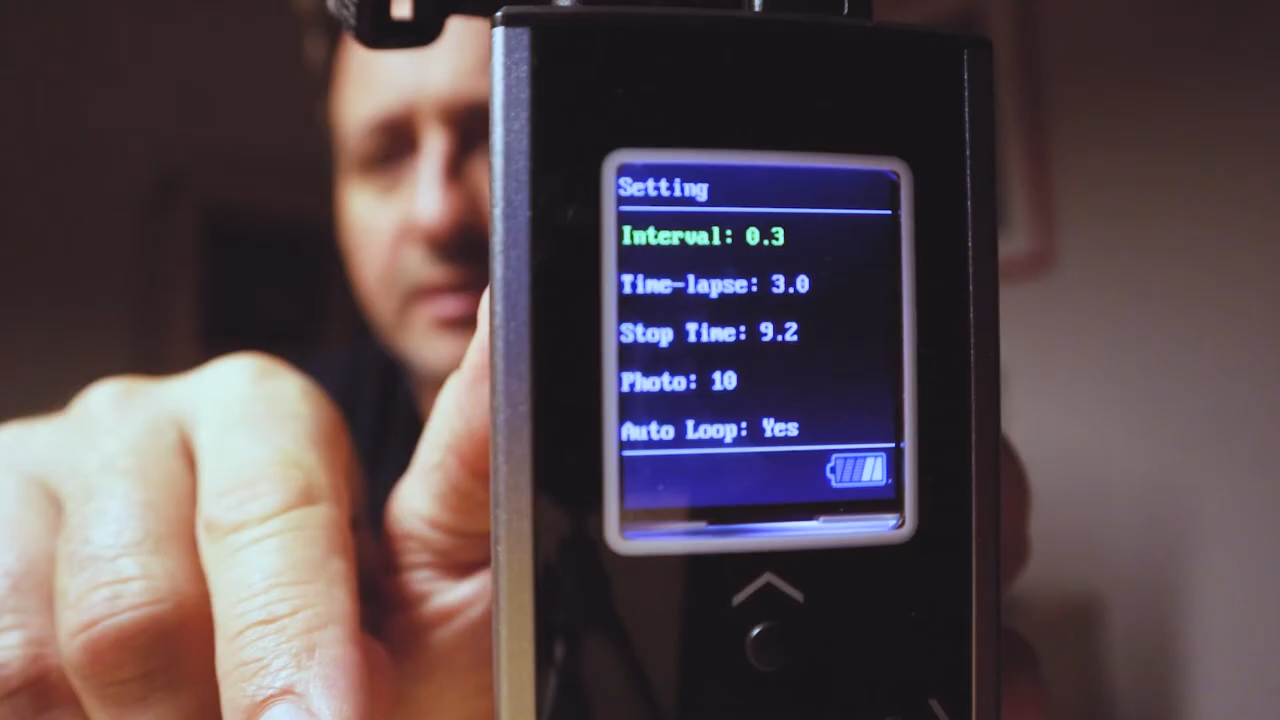 Setting
Interval: 0.3
Time-lapse: 3.0
Stop Time: 9.2
Photo: 10
Auto Loop: Yes